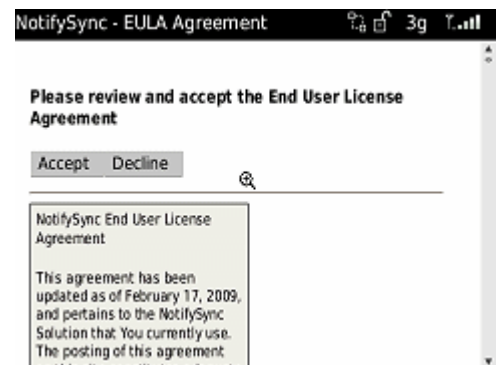 NotifySync - EULA Agreement 3g
Please review and accept the End User License
Agreement
Accept Decline
NotifySync End User License
Agreement
This agreement has been
updated as of February 17, 2009,
and pertains to the NotifySync
Solution that You currently use.
The posting of this agreement